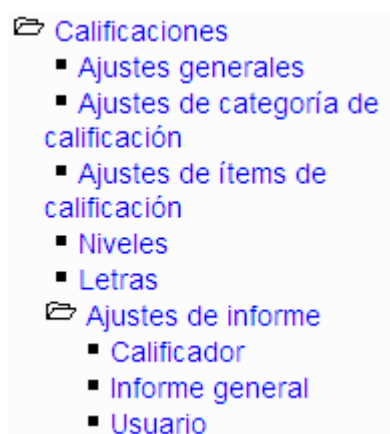 Calificaciones
Ajustes generales
Ajustes de categoría de
calificación
Ajustes de ítems de
calificación
Niveles
Letras
Ajustes de informe
Calificador
Informe general
Usuario